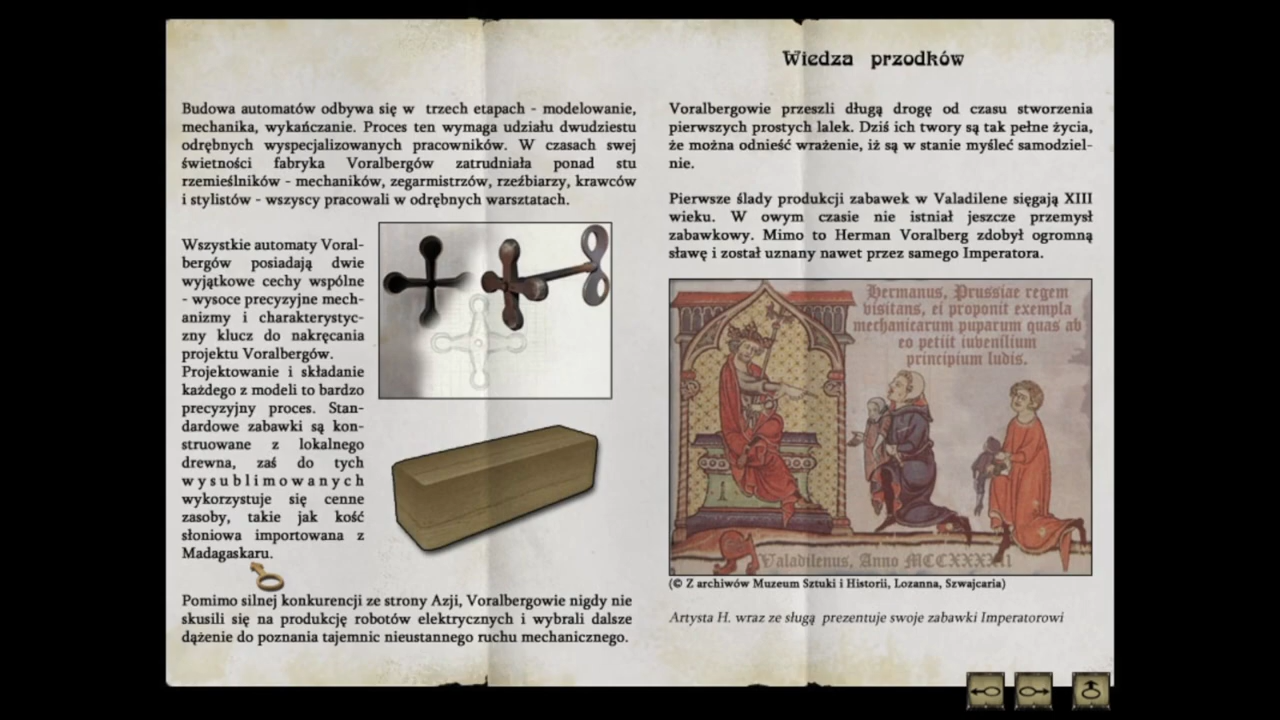 Budowa automatów odbywa się w trzech etapach - modelowanie,
mechanika, wykańczanie. Proces ten wymaga udziału dwudziestu
odrębnych wyspecjalizowanych pracowników. W czasach swej
świetności fabryka Voralbergów zatrudniała ponad stu
rzemieślników - mechaników, zegarmistrzów, rzeźbiarzy, krawców
i stylistów - wszyscy pracowali w odrębnych warsztatach.
Wszystkie automaty Voral-
bergów posiadają dwie
wyjątkowe cechy wspólne
- wysoce precyzyjne mech-
anizmy i charakterystyc-
zny klucz do nakręcania
projektu Voralbergów.
Projektowanie i składanie
każdego z modeli to bardzo
precyzyjny proces. Stan-
dardowe zabawki są kon-
struowane z lokalnego
drewna, zaś do tych
wysublimowanych
wykorzystuje się cenne
zasoby, takie jak kość
słoniowa importowana z
Madagaskaru.
Pomimo silnej konkurencji ze strony Azji, Voralbergowie nigdy nie
skusili się na produkcję robotów elektrycznych i wybrali dalsze
dążenie do poznania tajemnic nieustannego ruchu mechanicznego.
Wiedza przodków
Voralbergowie przeszli długą drogę od czasu stworzenia
pierwszych prostych lalek. Dziś ich twory są tak pełne życia,
że można odnieść wrażenie, iż są w stanie myśleć samodziel-
nie.
Pierwsze ślady produkcji zabawek w Valadilene sięgają XIII
wieku. W owym czasie nie istniał jeszcze przemysł
zabawkowy. Mimo to Herman Voralberg zdobył ogromną
sławę i został uznany nawet przez samego Imperatora.
Hermanus, Prussiae regem
visitans, ei proponit exempla
mechanicarum puparum quas ab
eo petiit iuvenilium
principium ludis.
Valadilenus, Anno
(© Z archiwów Muzeum Sztuki i Historii, Lozanna, Szwajcaria)
Artysta H. wraz ze sługą prezentuje swoje zabawki Imperatorowi